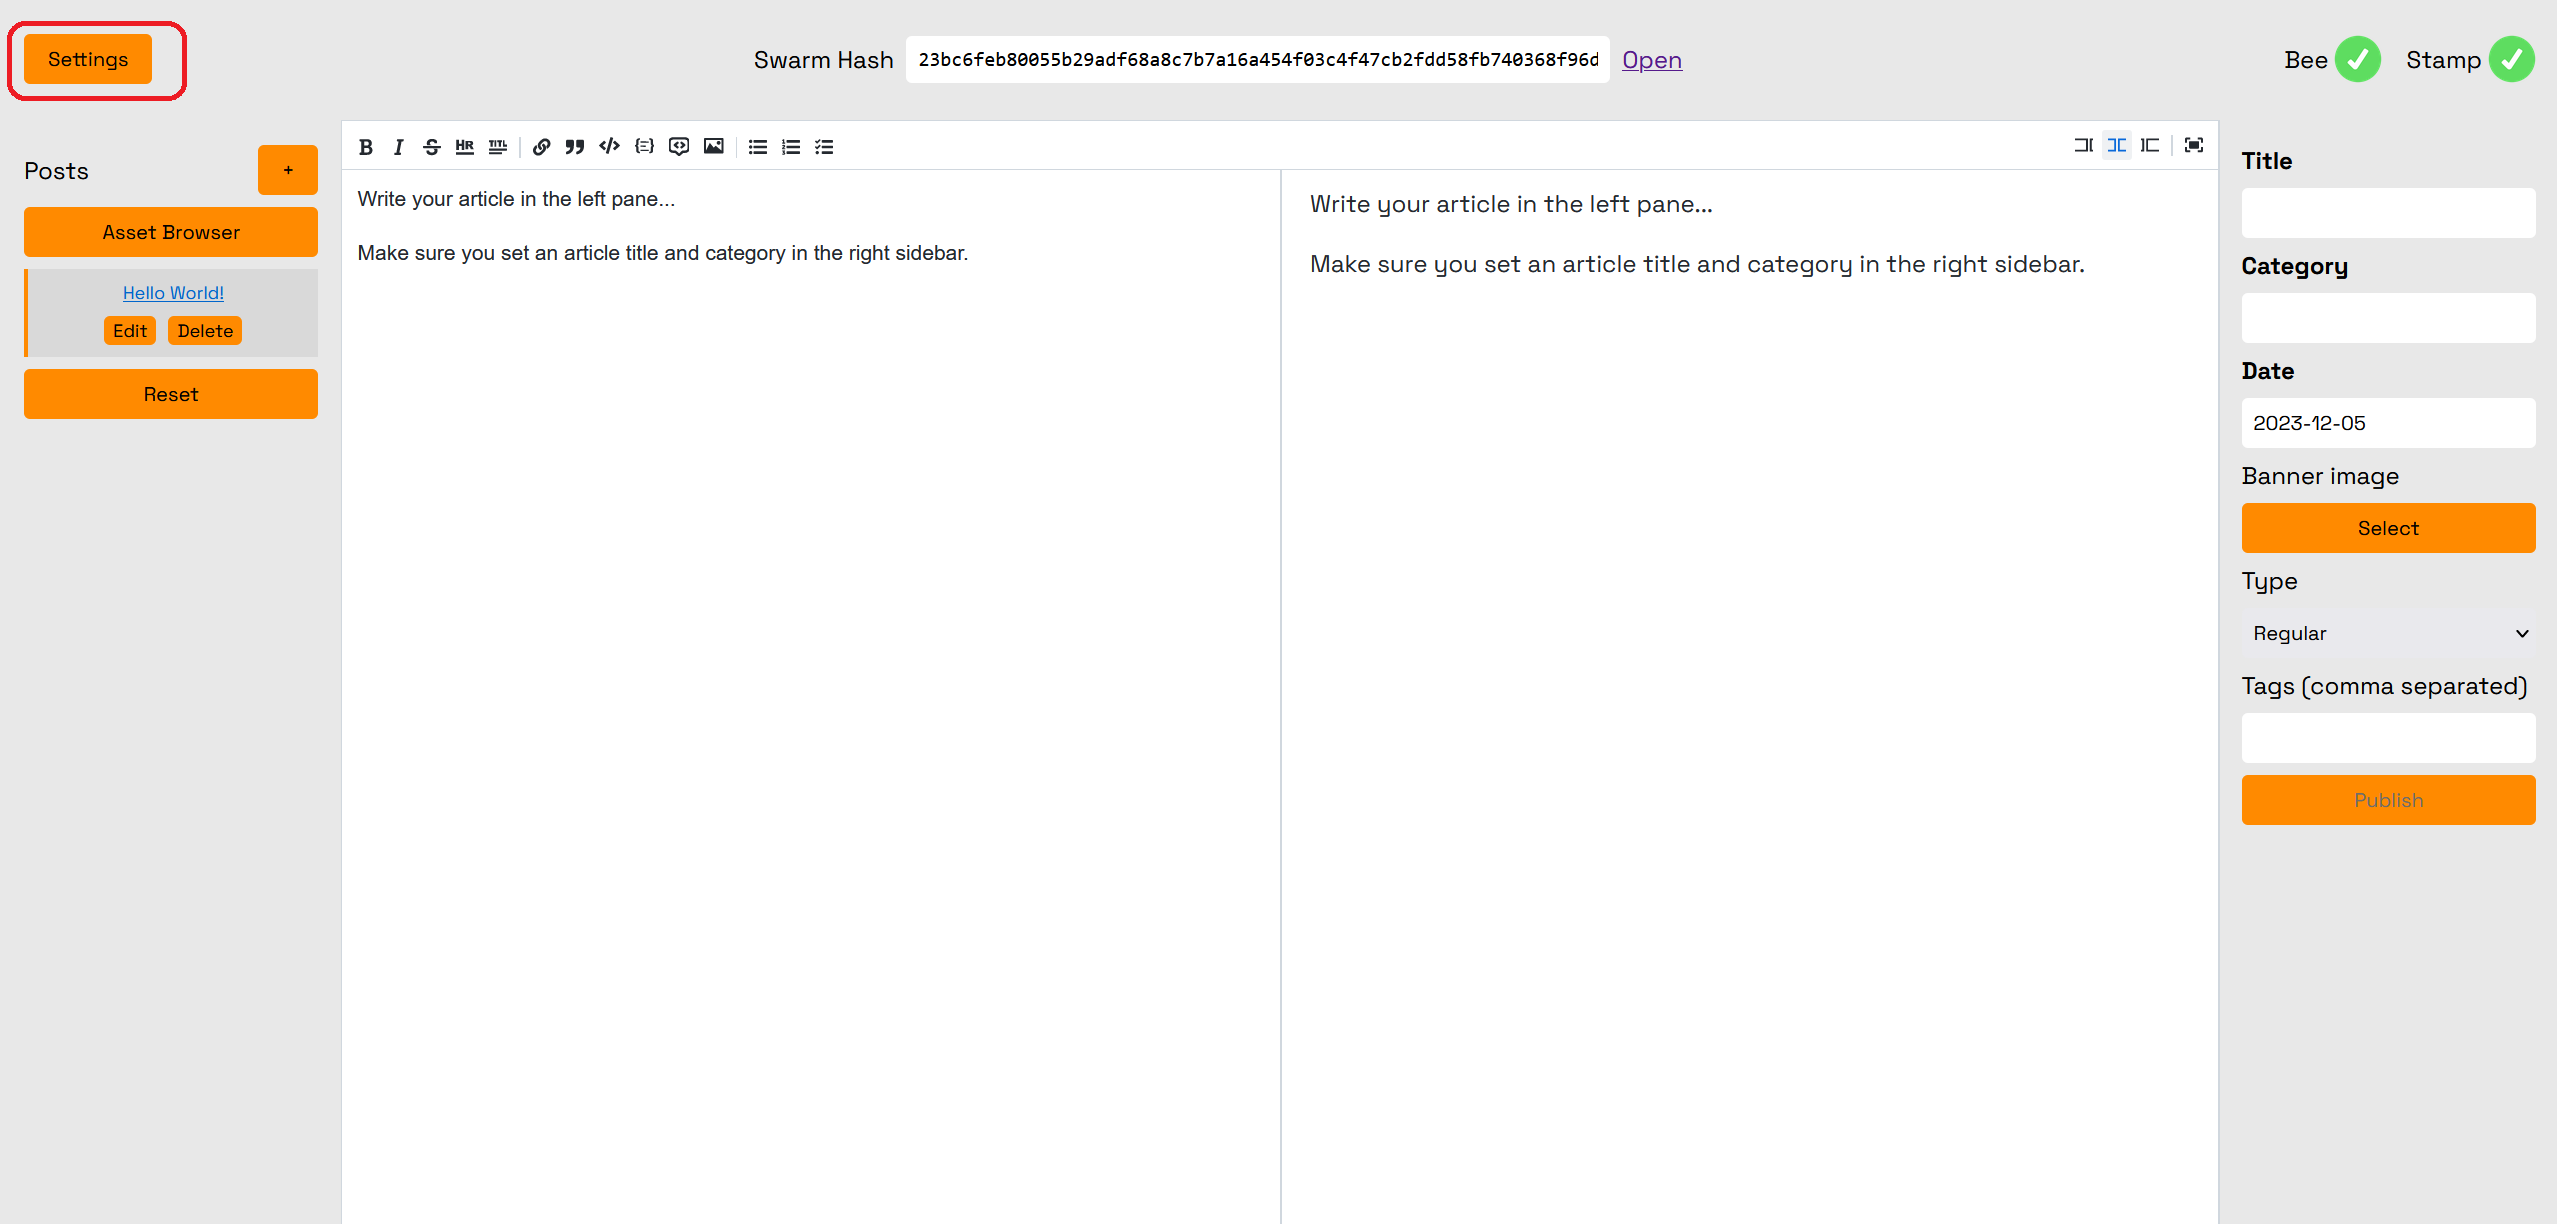 Settings
Swarm Hash 23bc6feb80055b29adf68a8c7b7a16a454f03c4f47cb2fdd58fb740368f96d Open
Bee Stamp
Posts +
Asset Browser
Hello World!
Edit Delete
Reset
B I S HR TITL
Write your article in the left pane...
Make sure you set an article title and category in the right sidebar.
Write your article in the left pane...
Make sure you set an article title and category in the right sidebar.
Title
Category
Date
2023-12-05
Banner image
Select
Type
Regular
Tags (comma separated)
Publish